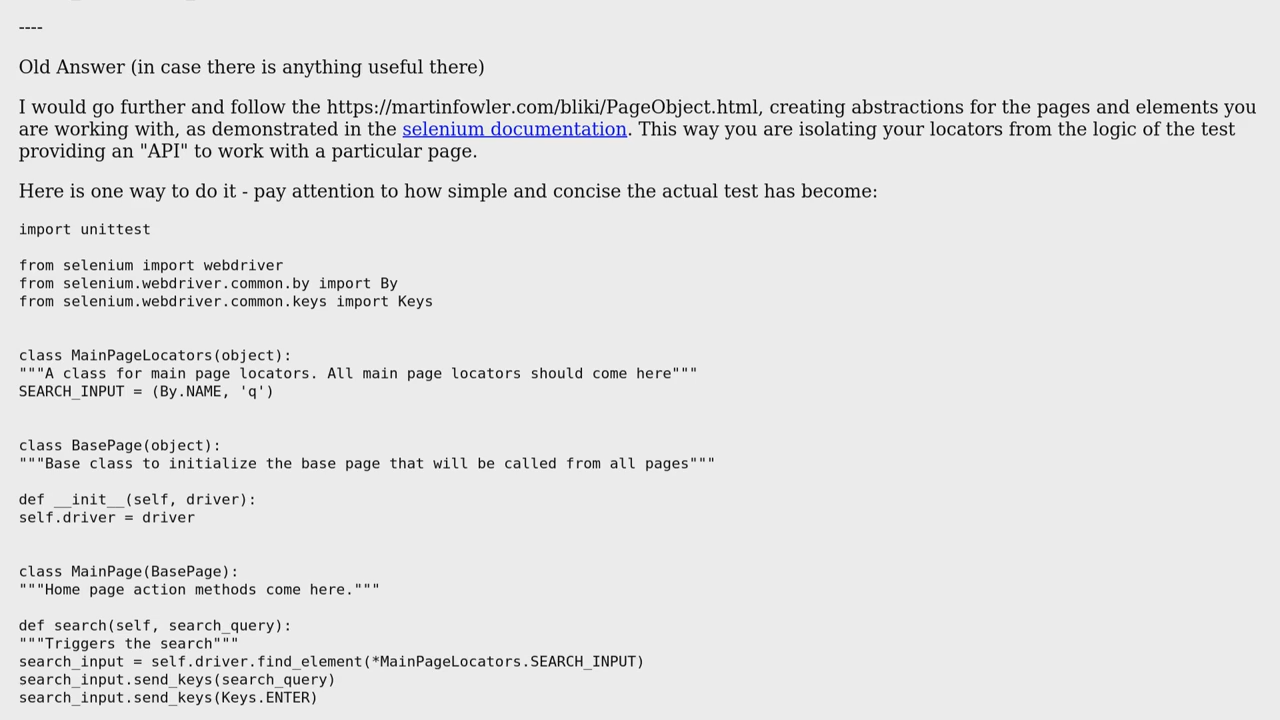 ----
Old Answer (in case there is anything useful there)
I would go further and follow the https://martinfowler.com/bliki/PageObject.html, creating abstractions for the pages and elements you
are working with, as demonstrated in the selenium documentation. This way you are isolating your locators from the logic of the test
providing an "API" to work with a particular page.
Here is one way to do it - pay attention to how simple and concise the actual test has become:
import unittest
from selenium import webdriver
from selenium.webdriver.common.by import By
from selenium.webdriver.common.keys import Keys
class MainPageLocators(object):
"""A class for main page locators. All main page locators should come here"""
SEARCH_INPUT = (By.NAME, 'q')
class BasePage(object):
"""Base class to initialize the base page that will be called from all pages"""
def __init__(self, driver):
self.driver = driver
class MainPage(BasePage):
"""Home page action methods come here."""
def search(self, search_query):
"""Triggers the search"""
search_input = self.driver.find_element(*MainPageLocators.SEARCH_INPUT)
search_input.send_keys(search_query)
search_input.send_keys(Keys.ENTER)